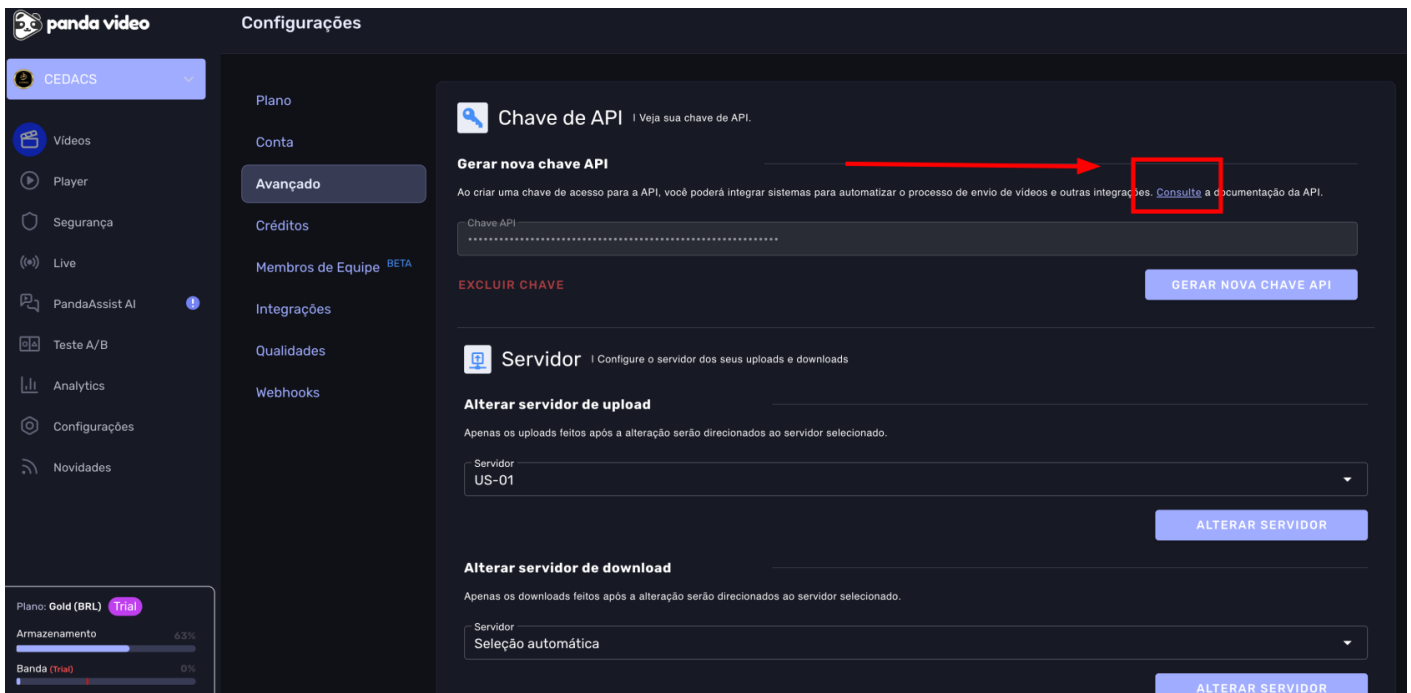 panda video
Configurações
CEDACS
Vídeos
Player
Segurança
Live
PandaAssist AI
Teste A/B
Analytics
Configurações
Novidades
Plano: Gold (BRL) Trial
Armazenamento 63%
Banda (Trial) 0%
Plano
Conta
Avançado
Créditos
Membros de Equipe BETA
Integrações
Qualidades
Webhooks
Chave de API | Veja sua chave de API.
Gerar nova chave API
Ao criar uma chave de acesso para a API, você poderá integrar sistemas para automatizar o processo de envio de vídeos e outras integrações. Consulte a documentação da API.
Chave API
EXCLUIR CHAVE
GERAR NOVA CHAVE API
Servidor | Configure o servidor dos seus uploads e downloads
Alterar servidor de upload
Apenas os uploads feitos após a alteração serão direcionados ao servidor selecionado.
Servidor
US-01
ALTERAR SERVIDOR
Alterar servidor de download
Apenas os downloads feitos após a alteração serão direcionados ao servidor selecionado.
Servidor
Seleção automática
ALTERAR SERVIDOR